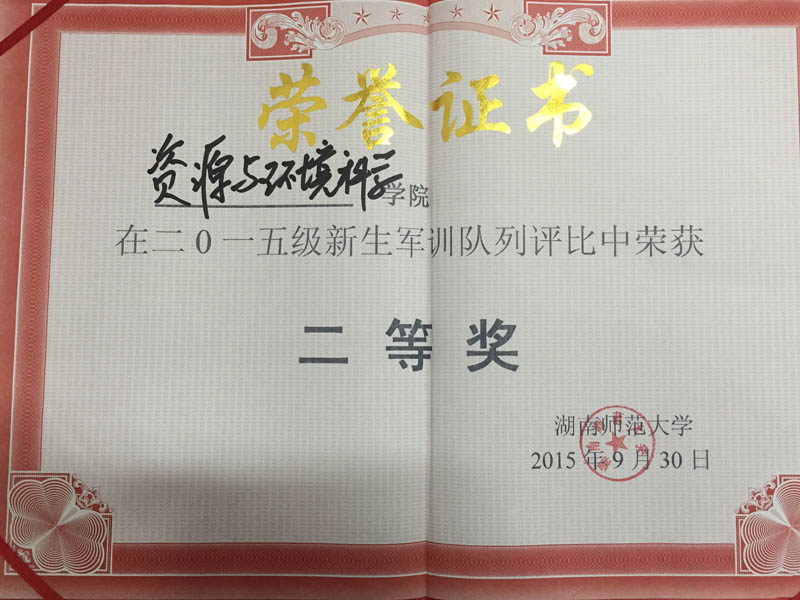 荣誉证书
资源与环境科学学院
在二0一五级新生军训队列评比中荣获
二等奖
湖南师范大学
2015年9月30日